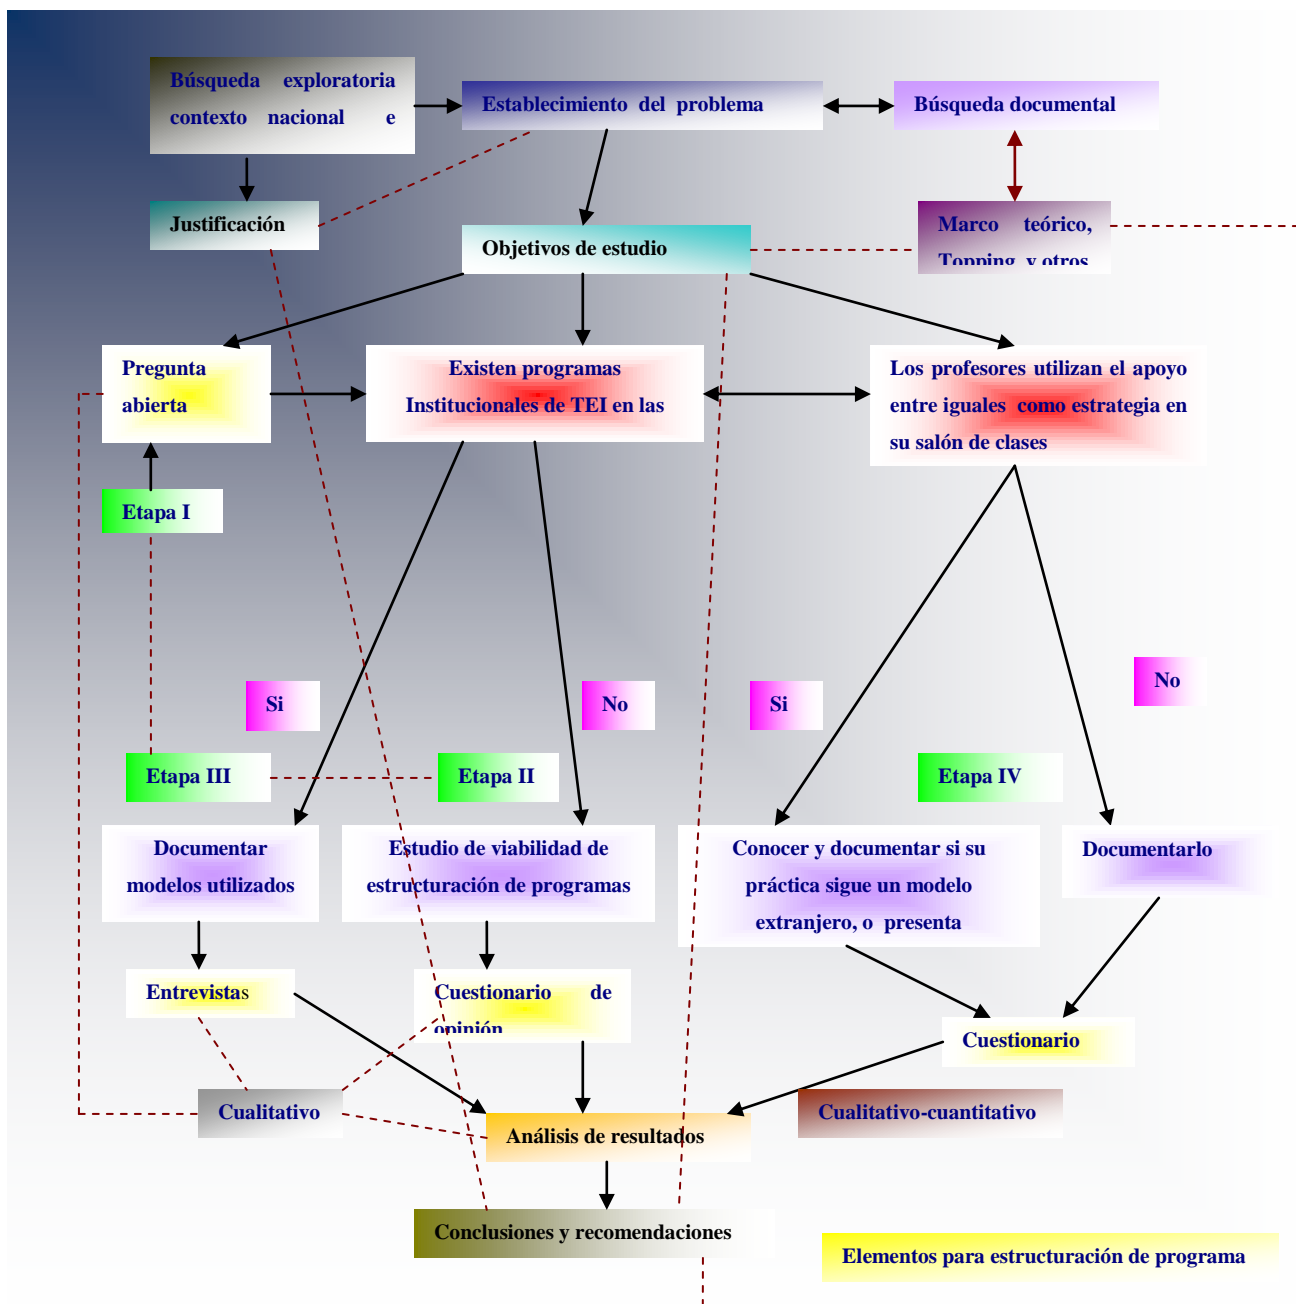 Búsqueda exploratoria
contexto nacional e
Establecimiento del problema
Búsqueda documental
Justificación
Objetivos de estudio
Marco teórico,
Topping y otros
Pregunta
abierta
Existen programas
Institucionales de TEI en las
Los profesores utilizan el apoyo
entre iguales como estrategia en
su salón de clases
Etapa I
Si
No
Si
No
Etapa III
Etapa II
Etapa IV
Documentar
modelos utilizados
Estudio de viabilidad de
estructuración de programas
Conocer y documentar si su
práctica sigue un modelo
extranjero, o presenta
Documentarlo
Entrevistas
Cuestionario de
opinión
Cuestionario
Cualitativo
Cualitativo-cuantitativo
Análisis de resultados
Conclusiones y recomendaciones
Elementos para estructuración de programa